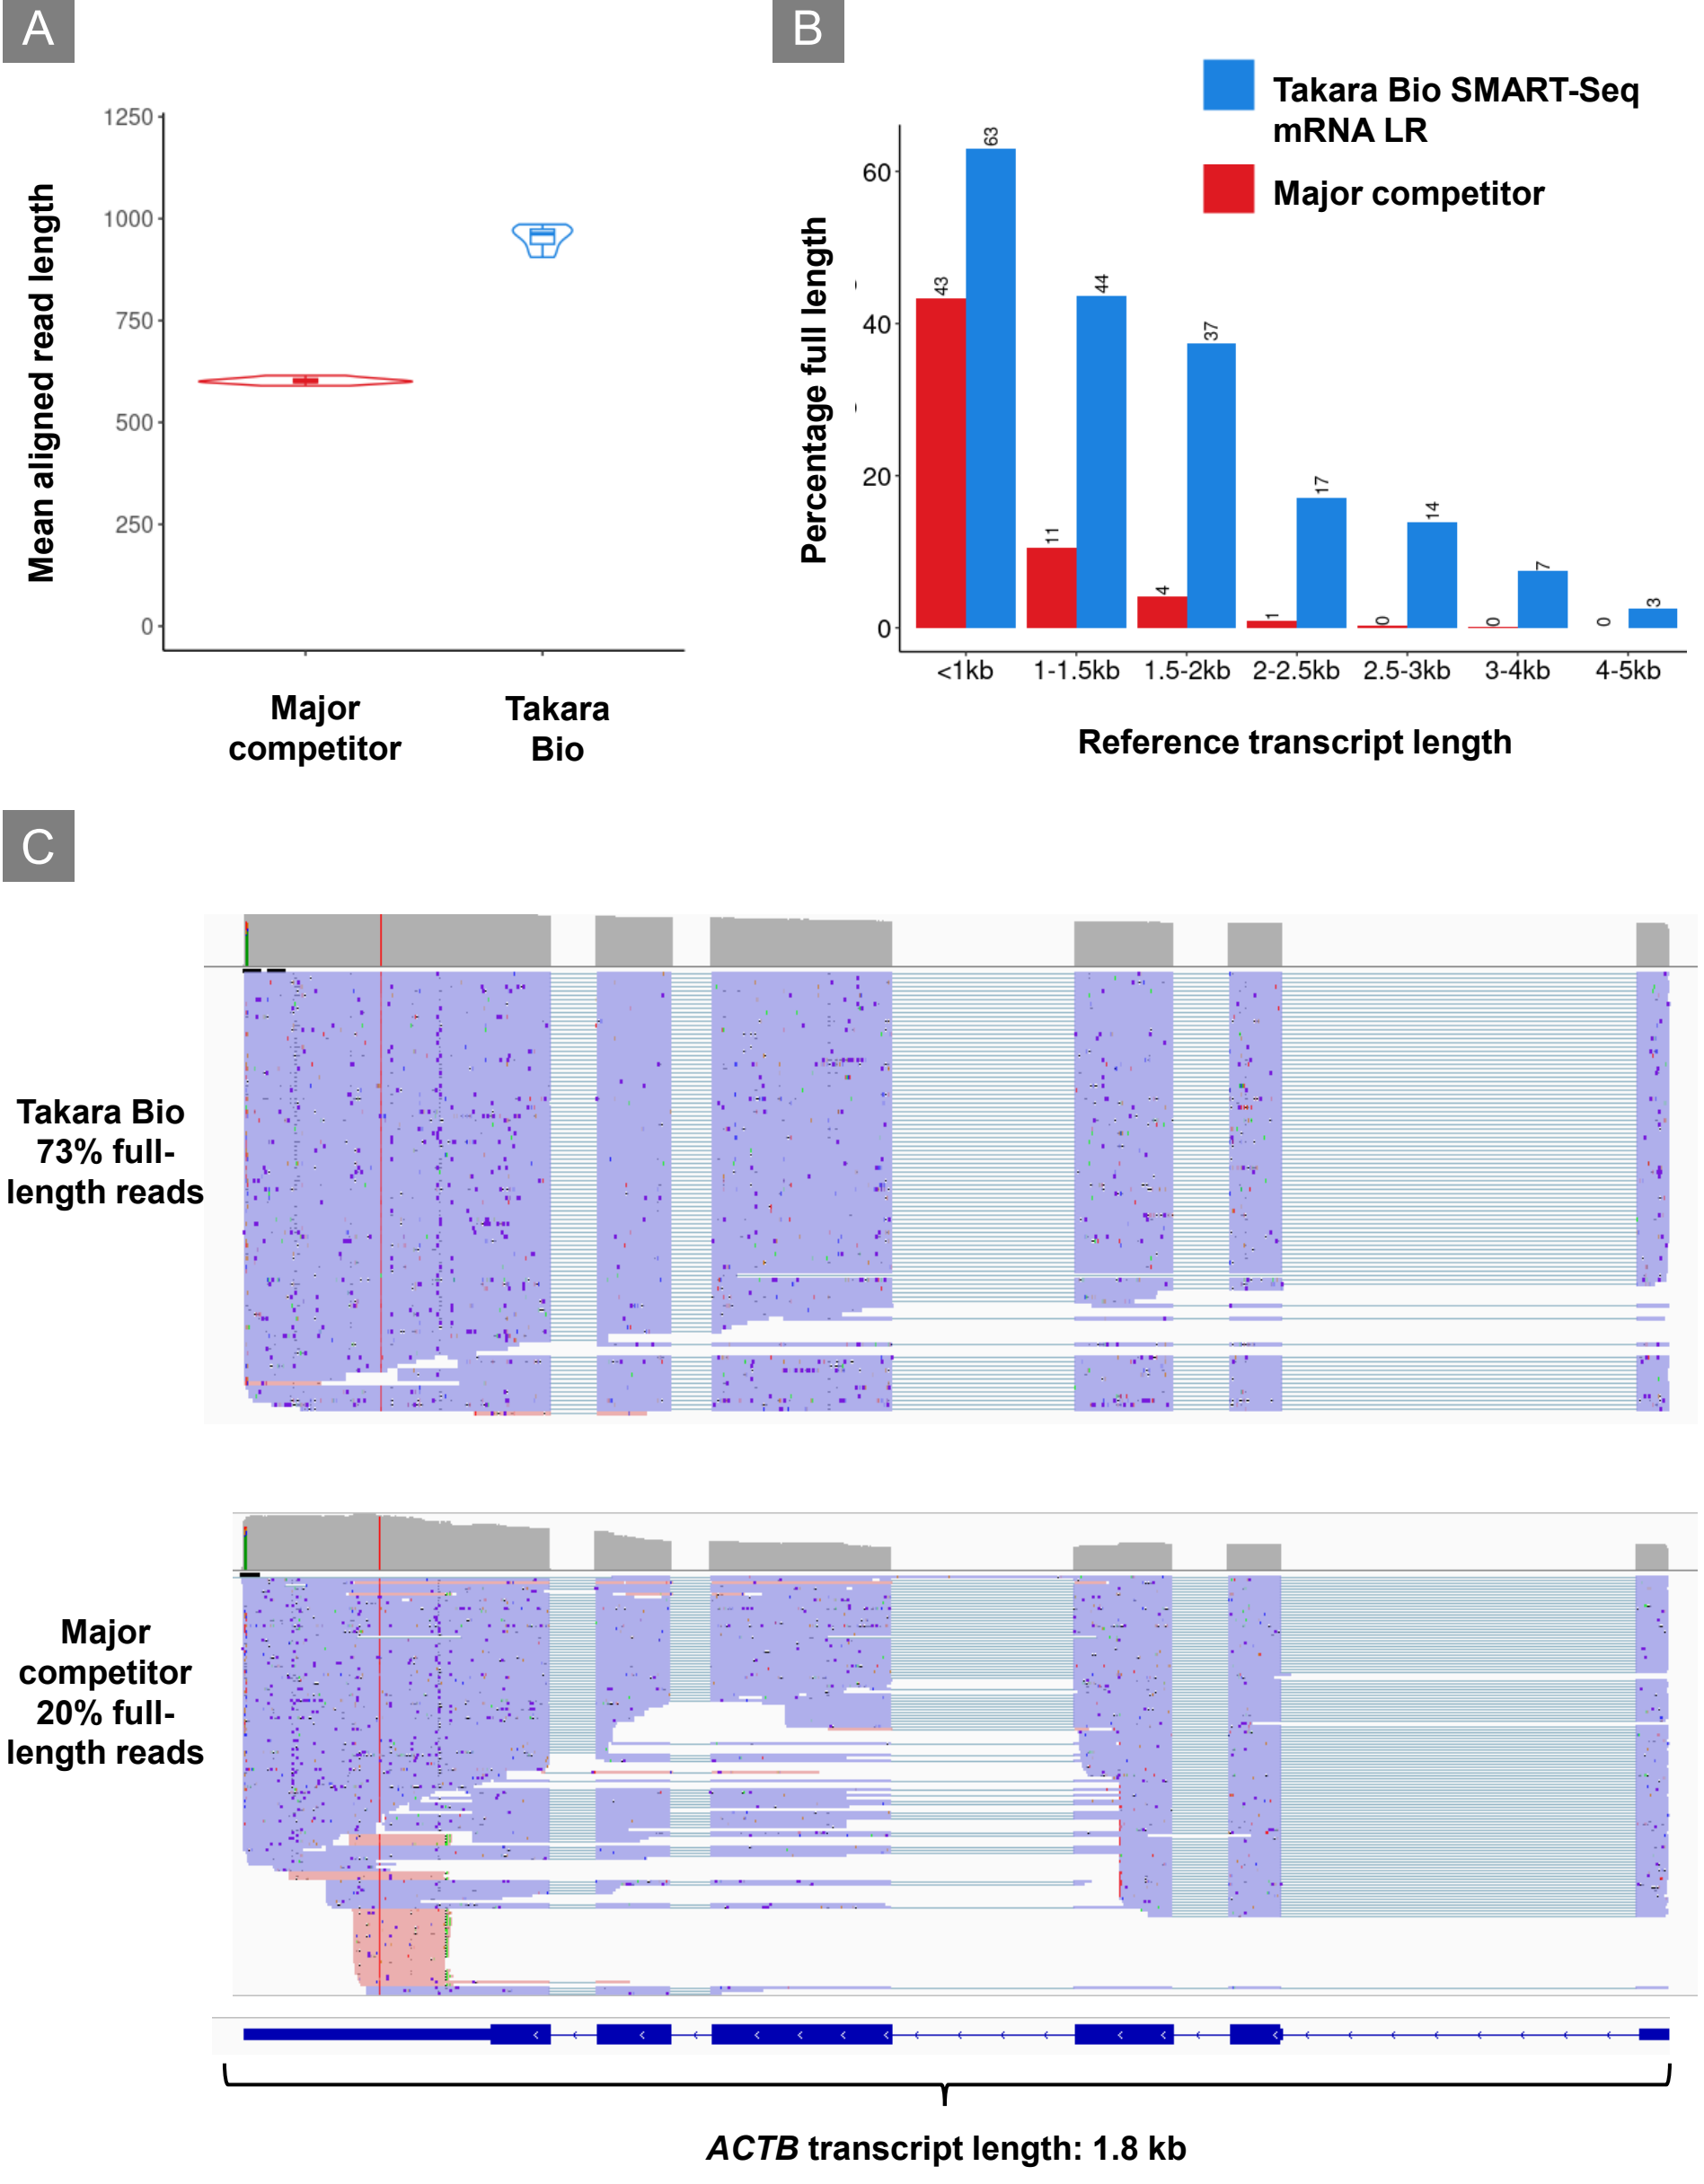 A
1250
1000
750
500
250
0
Mean aligned read length
Major
competitor
Takara
Bio
B
Takara Bio SMART-Seq
mRNA LR
Major competitor
Percentage full length
60
40
20
0
43
63
11
44
4
37
1
17
0
14
0
7
0
3
<1kb
1-1.5kb
1.5-2kb
2-2.5kb
2.5-3kb
3-4kb
4-5kb
Reference transcript length
C
Takara Bio
73% full-
length reads
Major
competitor
20% full-
length reads
ACTB transcript length: 1.8 kb